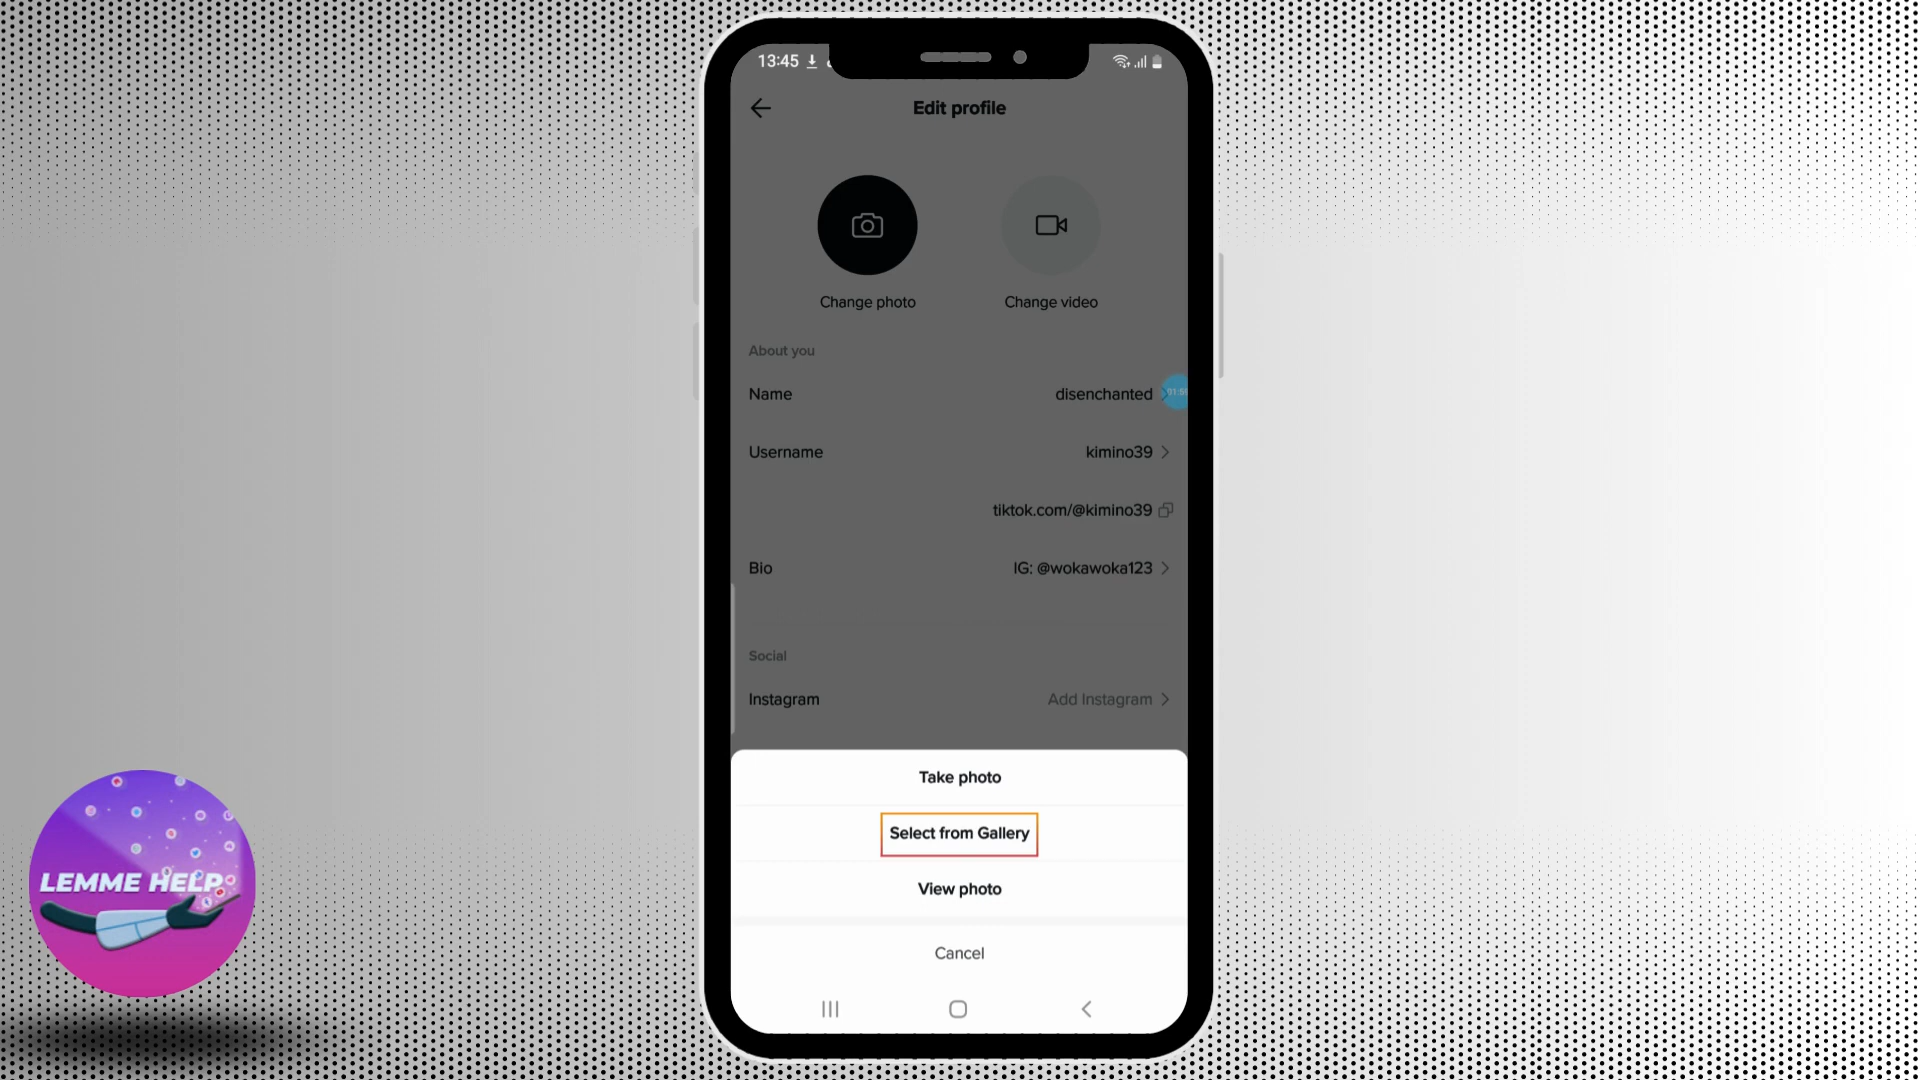 13:45
Edit profile
Change photo
Change video
About you
Name
disenchanted
Username
kimino39
tiktok.com/@kimino39
Bio
IG: @wokawoka123
Social
Instagram
Add Instagram
Take photo
Select from Gallery
View photo
Cancel
LEMME HELP